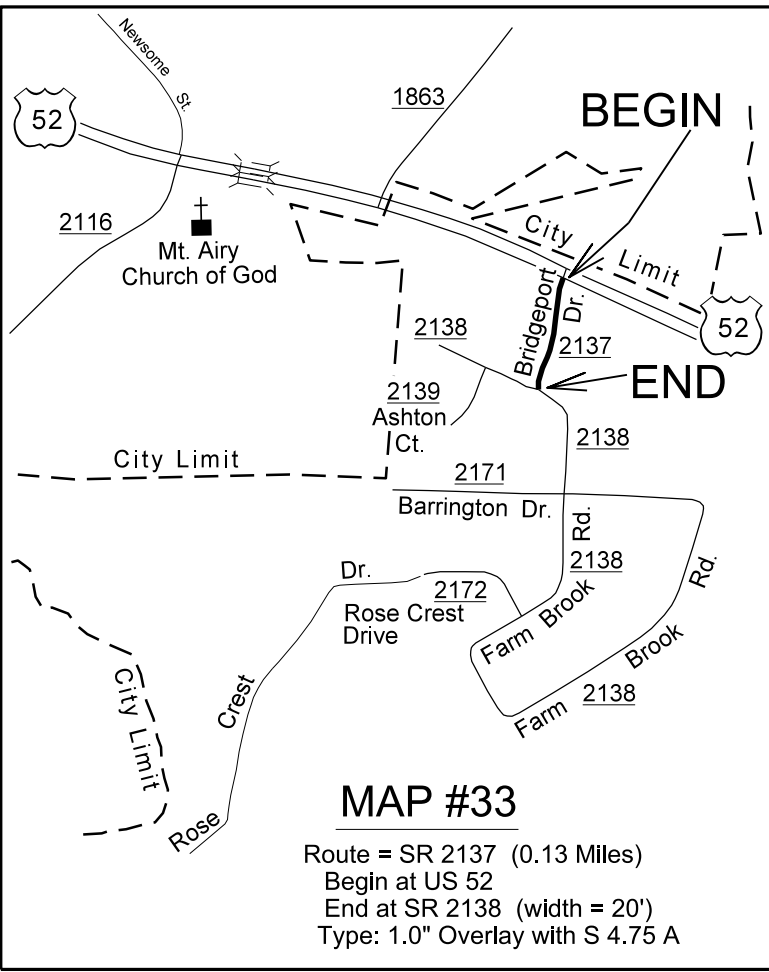 Newsome
St.
52
1863
BEGIN
2116
Mt. Airy
Church of God
City
Limit
52
Bridgeport
Dr.
2137
2138
END
2139
Ashton
Ct.
2138
City Limit
2171
Barrington Dr.
Rd.
2138
Rd.
Dr.
2172
Rose Crest
Drive
Farm Brook
Brook
2138
Farm
City Limit
Crest
Rose
MAP #33
Route = SR 2137 (0.13 Miles)
Begin at US 52
End at SR 2138 (width = 20')
Type: 1.0" Overlay with S 4.75 A